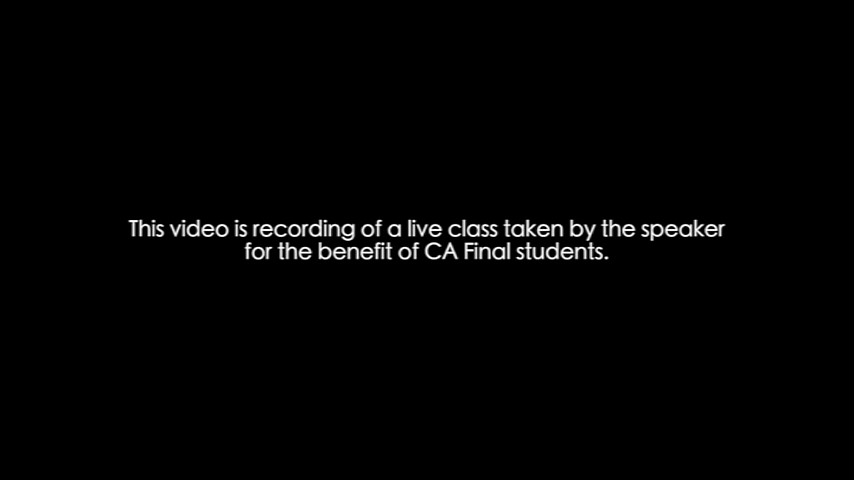 This video is recording of a live class taken by the speaker
for the benefit of CA Final students.